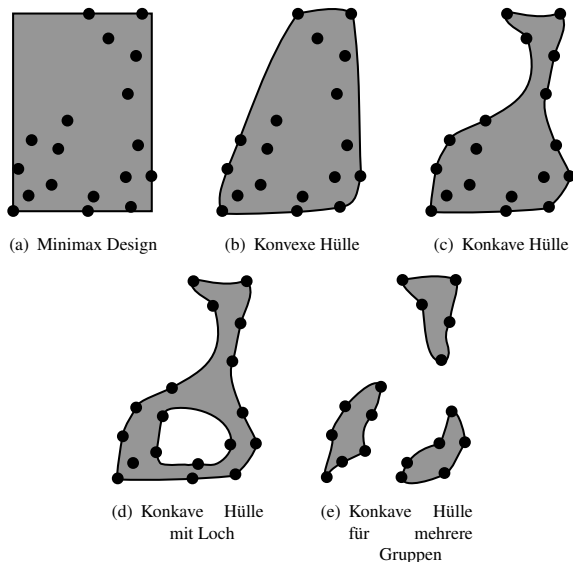 (a) Minimax Design
(b) Konvexe Hülle
(c) Konkave Hülle
(d) Konkave Hülle
mit Loch
(e) Konkave Hülle
für mehrere
Gruppen